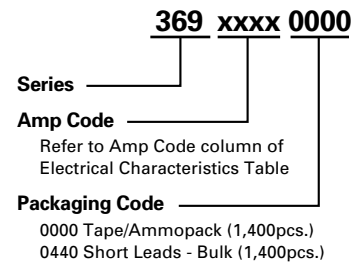 369 xxxx 0000
Series
Amp Code
Refer to Amp Code column of
Electrical Characteristics Table
Packaging Code
0000 Tape/Ammopack (1,400pcs.)
0440 Short Leads - Bulk (1,400pcs.)